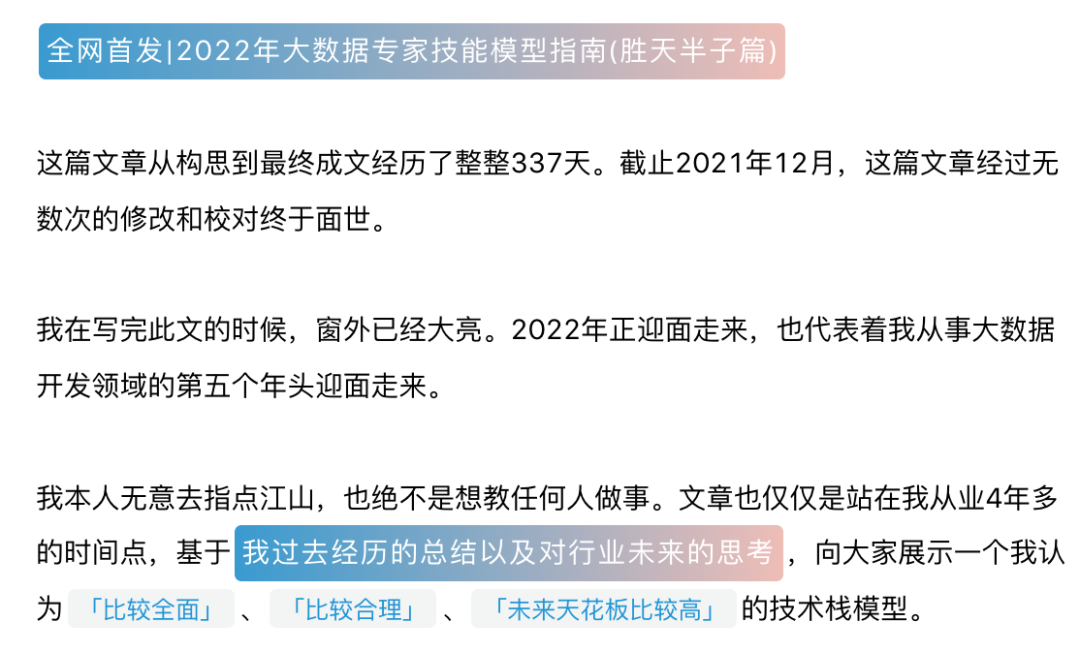 全网首发|2022年大数据专家技能模型指南(胜天半子篇)
这篇文章从构思到最终成文经历了整整337天。截止2021年12月，这篇文章经过无
数次的修改和校对终于面世。
我在写完此文的时候，窗外已经大亮。2022年正迎面走来，也代表着我从事大数据
开发领域的第五个年头迎面走来。
我本人无意去指点江山，也绝不是想教任何人做事。文章也仅仅是站在我从业4年多
的时间点，基于我过去经历的总结以及对行业未来的思考，向大家展示一个我认
为「比较全面」、「比较合理」、「未来天花板比较高」的技术栈模型。